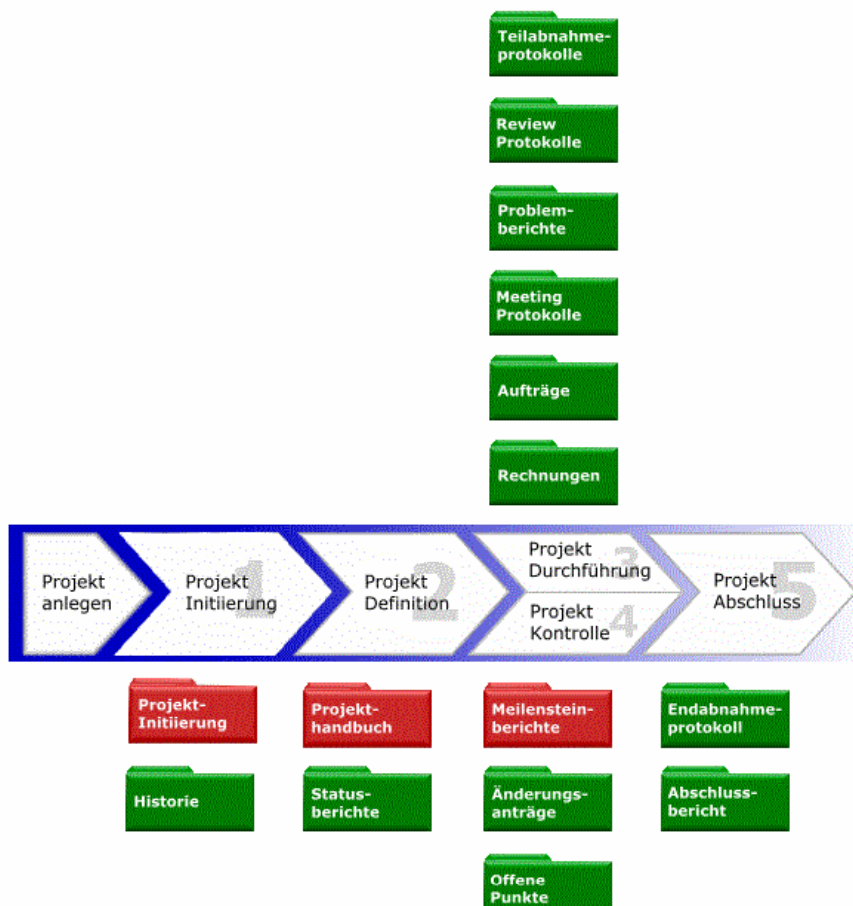 Teilabnahme-
protokolle
Review
Protokolle
Problem-
berichte
Meeting
Protokolle
Aufträge
Rechnungen
Projekt
anlegen
1
Projekt
Initiierung
2
Projekt
Definition
3
Projekt
Durchführung
4
Projekt
Kontrolle
5
Projekt
Abschluss
Projekt-
Initiierung
Projekt-
handbuch
Meilenstein-
berichte
Endabnahme-
protokoll
Historie
Status-
berichte
Änderungs-
anträge
Abschluss-
bericht
Offene
Punkte